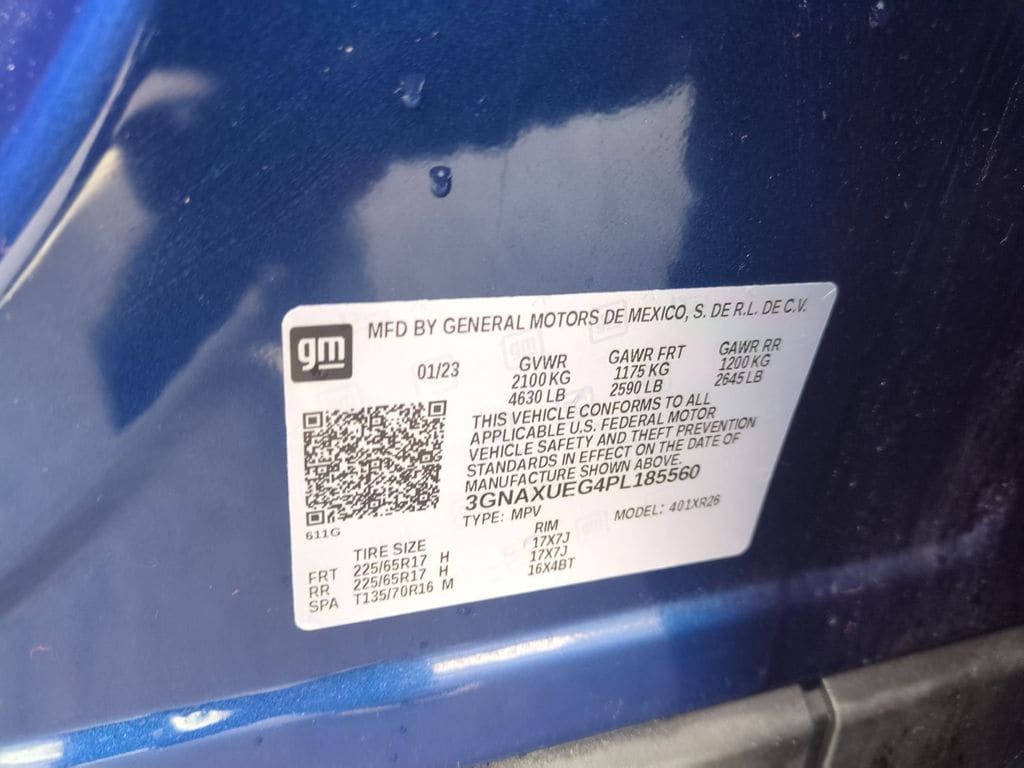 gm
MFD BY GENERAL MOTORS DE MEXICO, S. DE R.L. DE C.V.
01/23 GVWR GAWR FRT GAWR RR
2100 KG 1175 KG 1200 KG
4630 LB 2590 LB 2645 LB
THIS VEHICLE CONFORMS TO ALL
APPLICABLE U.S. FEDERAL MOTOR
VEHICLE SAFETY AND THEFT PREVENTION
STANDARDS IN EFFECT ON THE DATE OF
MANUFACTURE SHOWN ABOVE.
3GNAXUEG4PL185560
TYPE: MPV MODEL: 401XR26
611G
TIRE SIZE RIM
FRT 225/65R17 H 17X7J
RR 225/65R17 H 17X7J
SPA T135/70R16 M 16X4BT